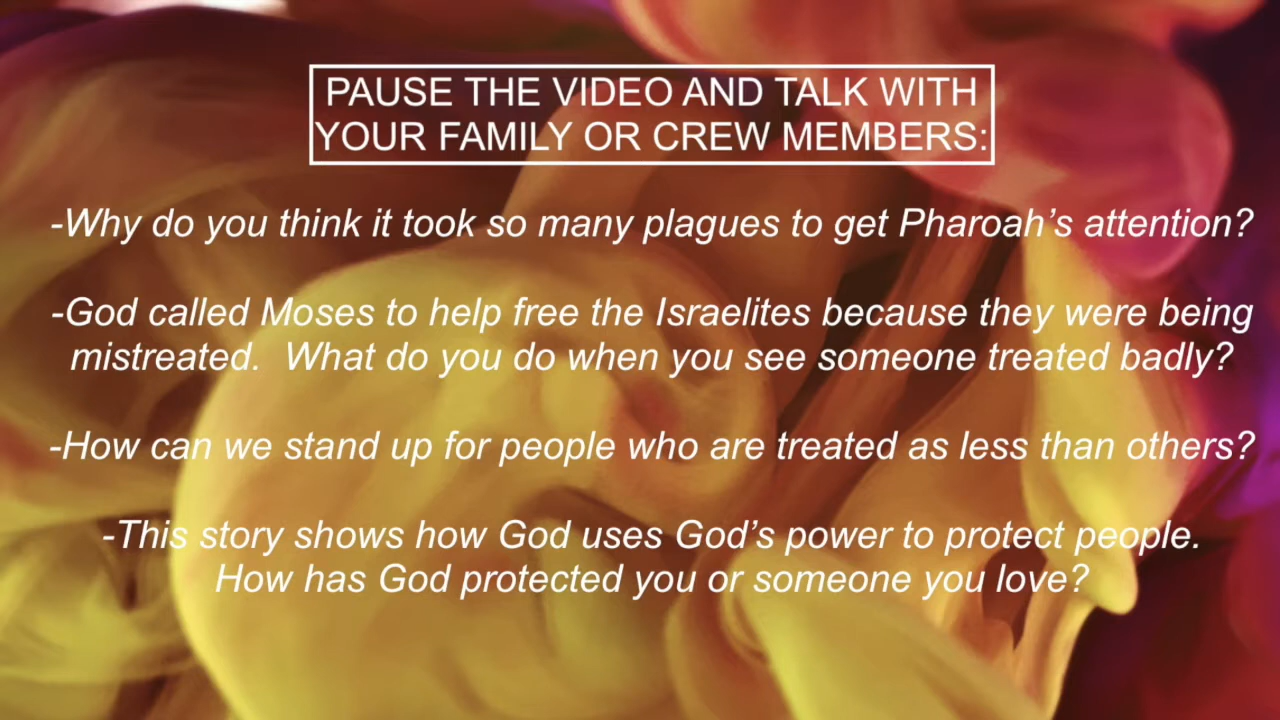 PAUSE THE VIDEO AND TALK WITH
YOUR FAMILY OR CREW MEMBERS:
-Why do you think it took so many plagues to get Pharoah’s attention?
-God called Moses to help free the Israelites because they were being
mistreated.  What do you do when you see someone treated badly?
-How can we stand up for people who are treated as less than others?
-This story shows how God uses God’s power to protect people.
How has God protected you or someone you love?